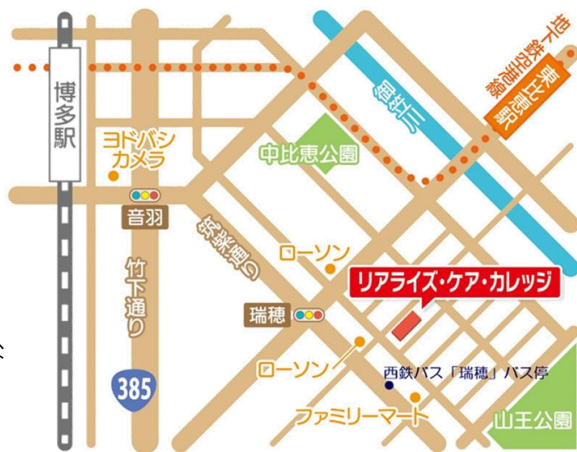 博多駅
ヨドバシ
カメラ
音羽
竹下通り
385
筑紫通り
中比恵公園
御笠川
地下鉄空港線
東比恵駅
ローソン
瑞穂
リアライズ・ケア・カレッジ
ローソン
西鉄バス「瑞穂」バス停
ファミリーマート
山王公園